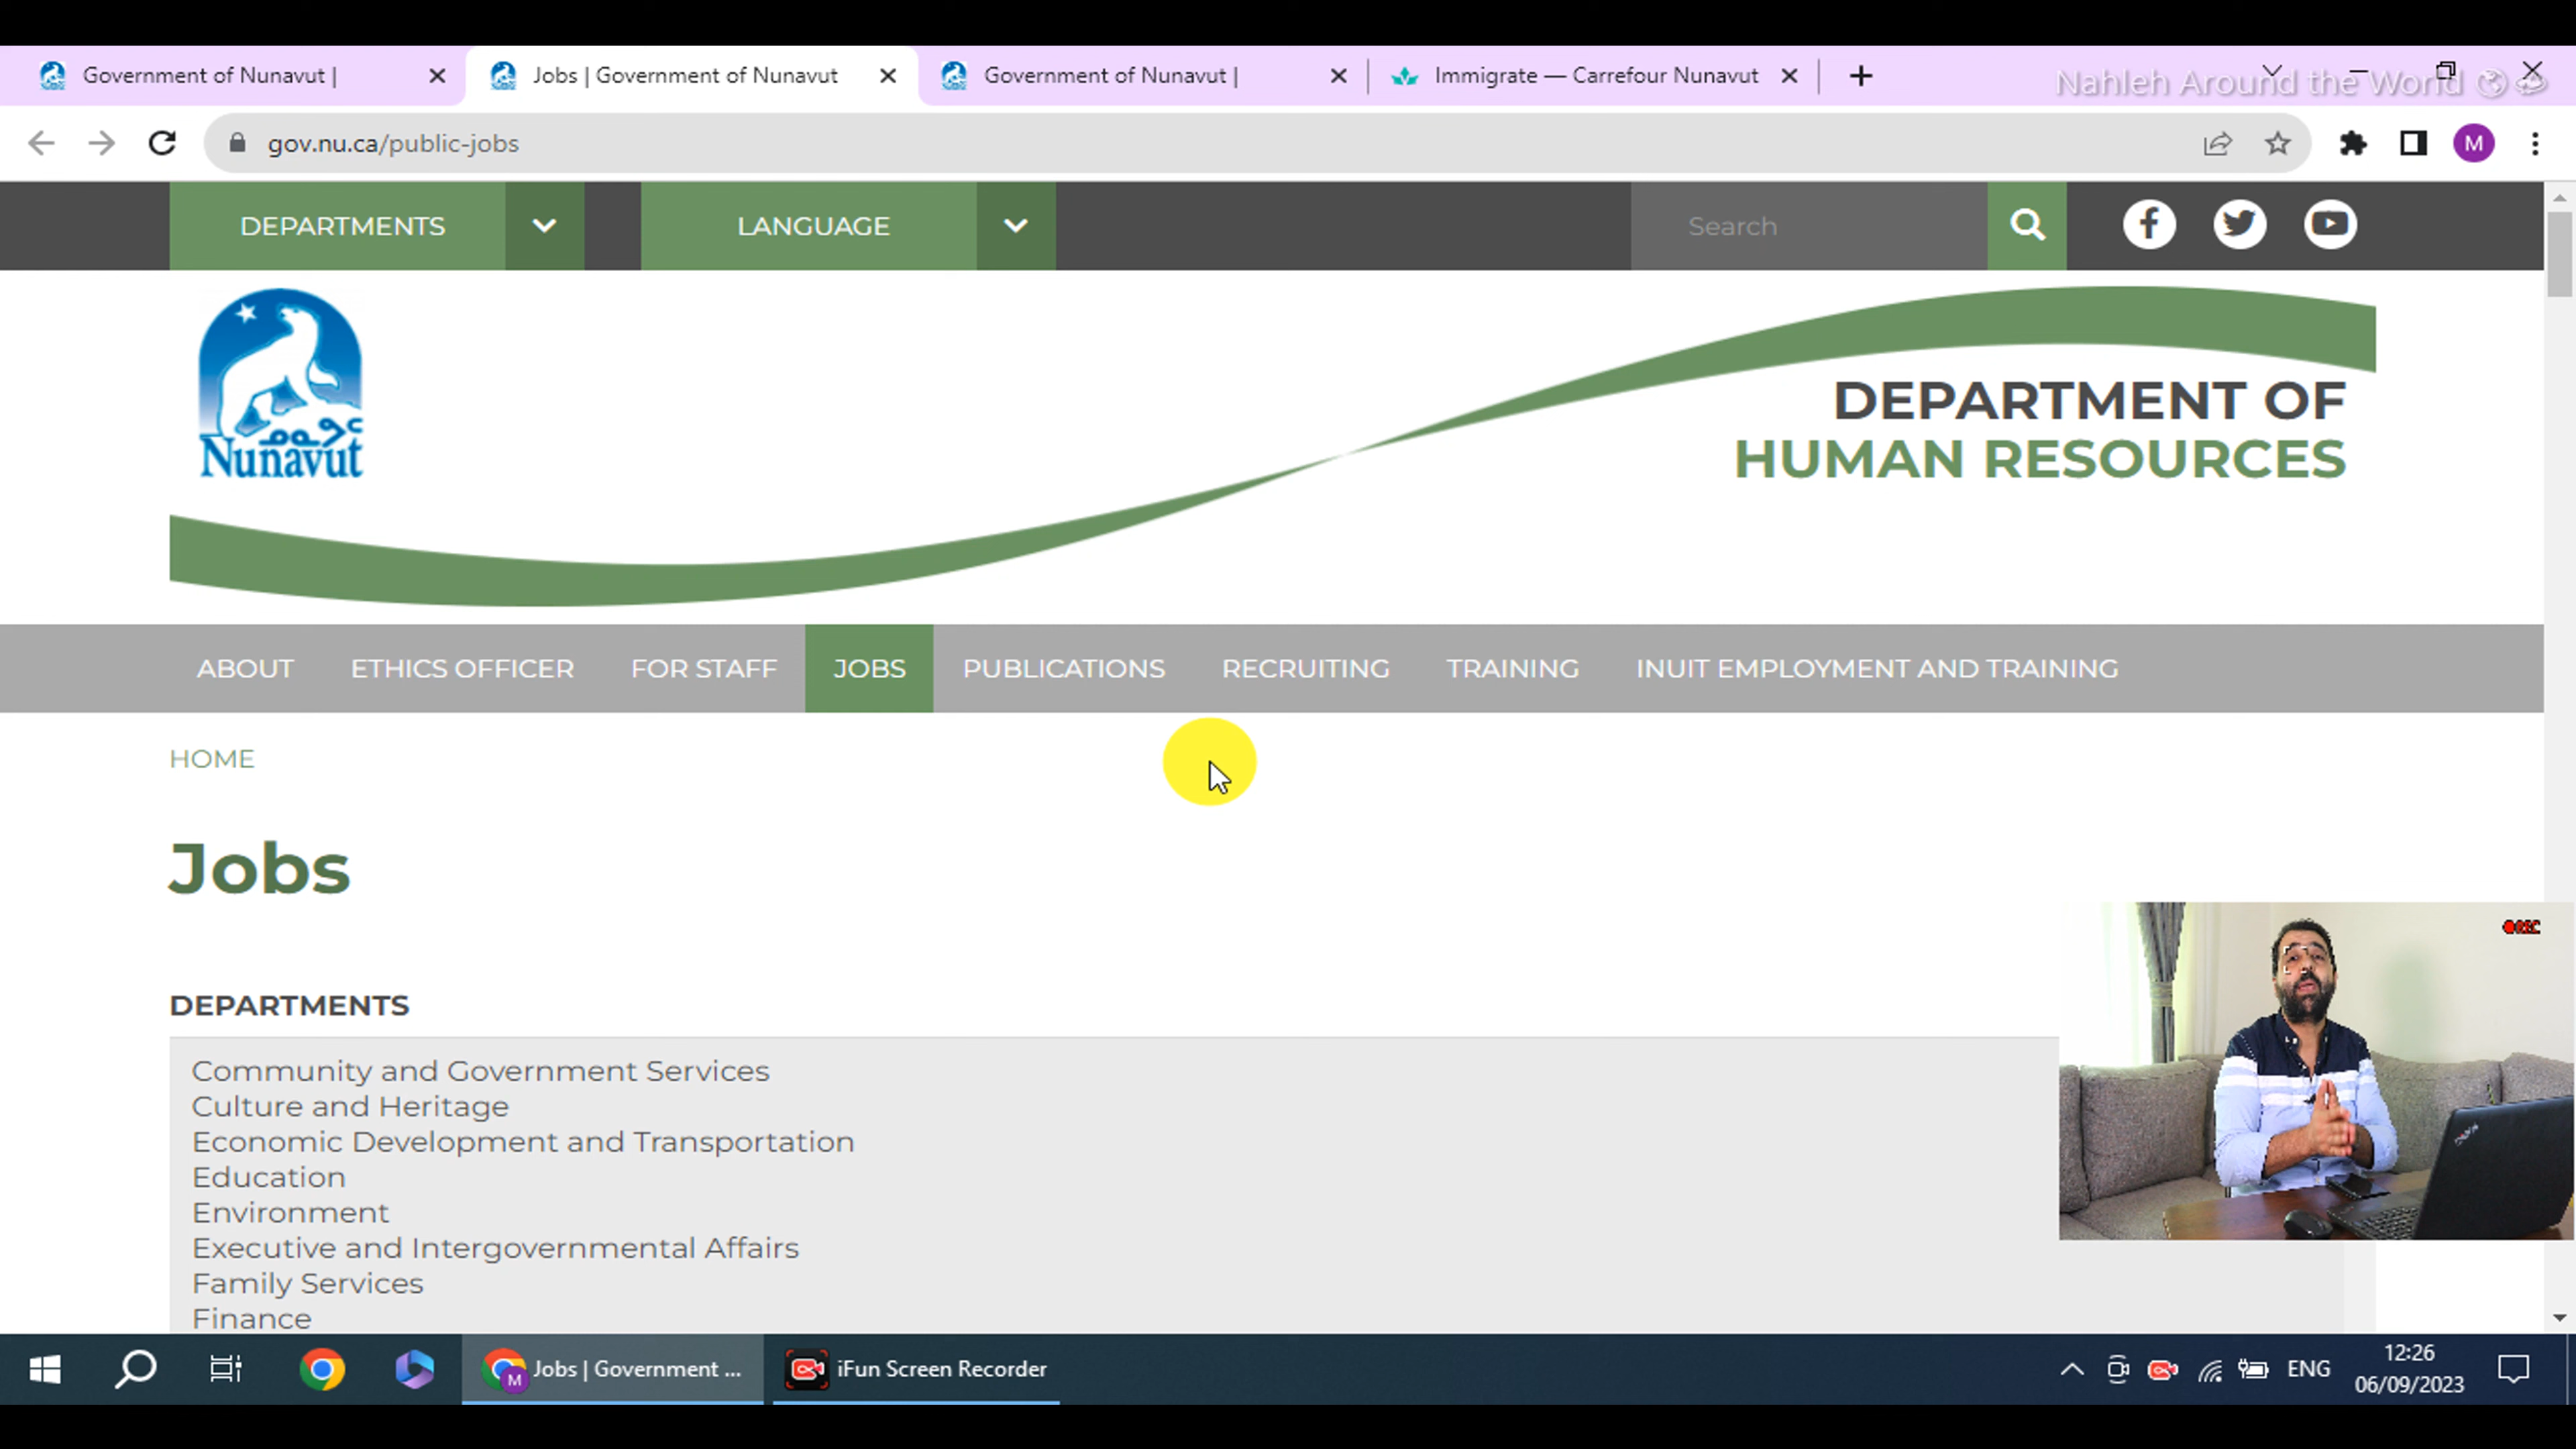 Government of Nunavut |
Jobs | Government of Nunavut
Government of Nunavut |
Immigrate — Carrefour Nunavut
Nahleh Around the World
gov.nu.ca/public-jobs
M
DEPARTMENTS
LANGUAGE
Search
ᓄᓇᕗᑦ
Nunavut
DEPARTMENT OF
HUMAN RESOURCES
ABOUT
ETHICS OFFICER
FOR STAFF
JOBS
PUBLICATIONS
RECRUITING
TRAINING
INUIT EMPLOYMENT AND TRAINING
HOME
Jobs
REC
DEPARTMENTS
Community and Government Services
Culture and Heritage
Economic Development and Transportation
Education
Environment
Executive and Intergovernmental Affairs
Family Services
Finance
M
Jobs | Government ...
iFun Screen Recorder
ENG
12:26
06/09/2023